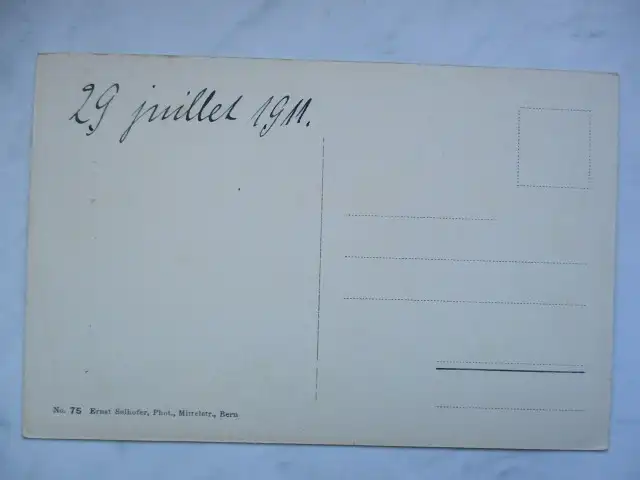 29 juillet 1911.
No. 75 Ernst Selhofer, Phot., Mittelstr., Bern